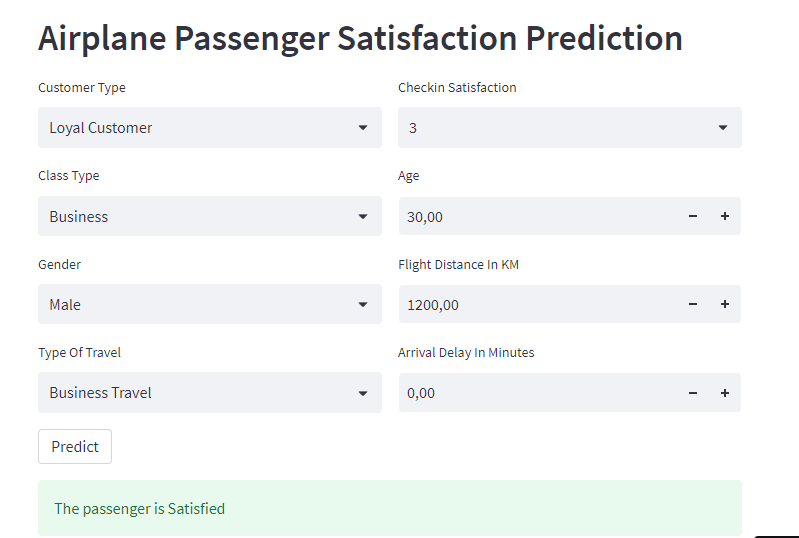 Airplane Passenger Satisfaction Prediction
Customer Type
Loyal Customer
Checkin Satisfaction
3
Class Type
Business
Age
30,00
Gender
Male
Flight Distance In KM
1200,00
Type Of Travel
Business Travel
Arrival Delay In Minutes
0,00
Predict
The passenger is Satisfied